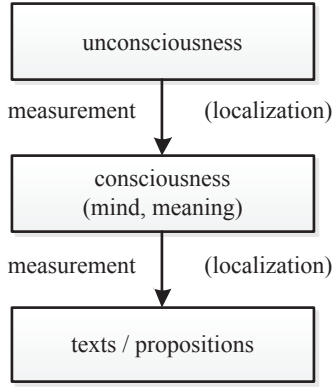 unconsciousness
measurement (localization)
consciousness
(mind, meaning)
measurement (localization)
texts / propositions